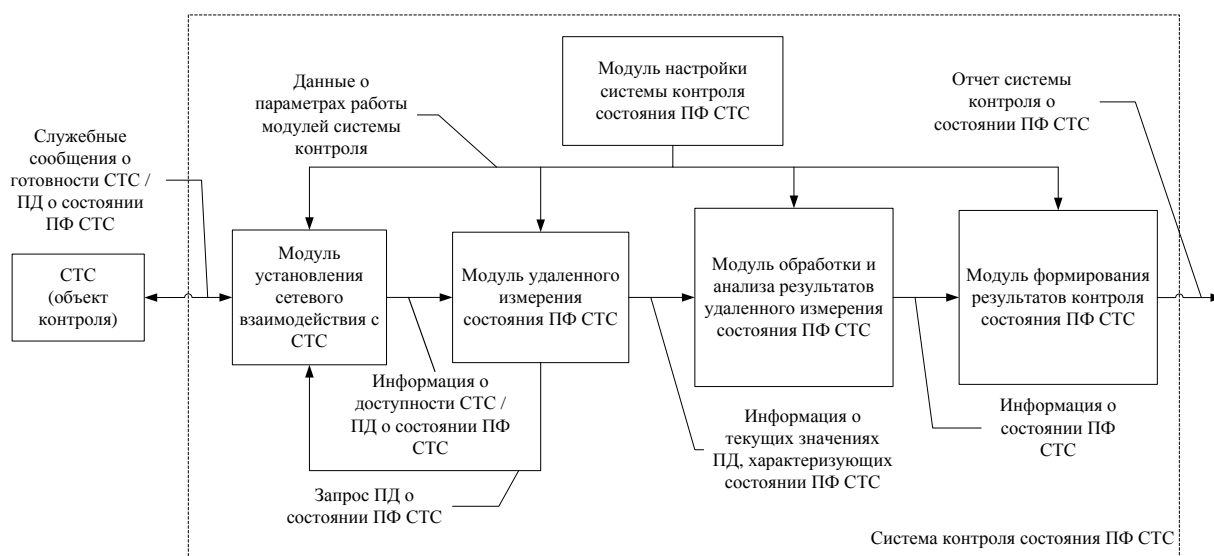 Модуль настройки
системы контроля
состояния ПФ СТС
Данные о
параметрах работы
модулей системы
контроля
Отчет системы
контроля о
состоянии ПФ СТС
Служебные
сообщения о
готовности СТС /
ПД о состоянии
ПФ СТС
СТС
(объект
контроля)
Модуль
установления
сетевого
взаимодействия с
СТС
Модуль удаленного
измерения
состояния ПФ СТС
Модуль обработки и
анализа результатов
удаленного измерения
состояния ПФ СТС
Модуль формирования
результатов контроля
состояния ПФ СТС
Информация о
доступности СТС /
ПД о состоянии ПФ
СТС
Информация о
текущих значениях
ПД, характеризующих
состоянии ПФ СТС
Информация о
состоянии ПФ
СТС
Запрос ПД о
состоянии ПФ СТС
Система контроля состояния ПФ СТС